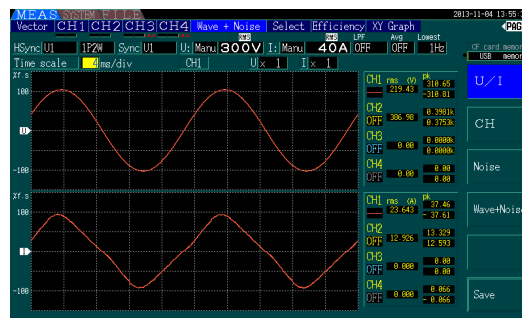 MEAS SYSTEM FILE 2013-11-04 13:55:
Vector CH1 CH2 CH3 CH4 Wave + Noise Select Efficiency XY Graph
RMS RMS LPF Avg Lowest
HSync U1 1P2W Sync U1 U: Manu 300V I: Manu 40A OFF OFF 1Hz
CF card memor
USB memor
Time scale 4 ms/div CH1 U x 1 I x 1
%f.s
100
U
-100
CH1 rms (V) pk
219.43 310.65
-310.81
CH2
OFF 386.98 0.3981k
0.3753k
CH3
OFF 0.00 0.0000k
0.0000k
CH4
OFF 0.00 0.00
0.00
%f.s
100
I
-100
CH1 rms (A) pk
23.643 37.46
- 37.61
CH2
OFF 12.926 13.329
12.593
CH3
OFF 0.000 0.00
0.00
CH4
OFF 0.000 0.066
- 0.066
U/I
CH
Noise
Wave+Noise
Save